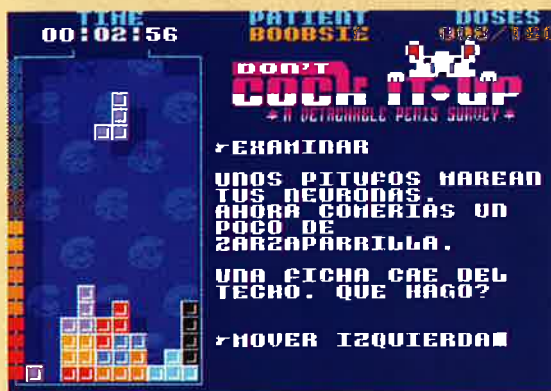 TIME PATIENT DOSES
00:02:56 BOOBSIE
DON'T
COCK IT-UP
A DETACHABLE PENIS SURVEY
EXAMINAR
UNOS PITUFOS MAREAN
TUS NEURONAS.
AHORA COMERIAS UN
POCO DE
ZARZAPARRILLA.
UNA FICHA CAE DEL
TECHO. QUE HAGO?
MOVER IZQUIERDA